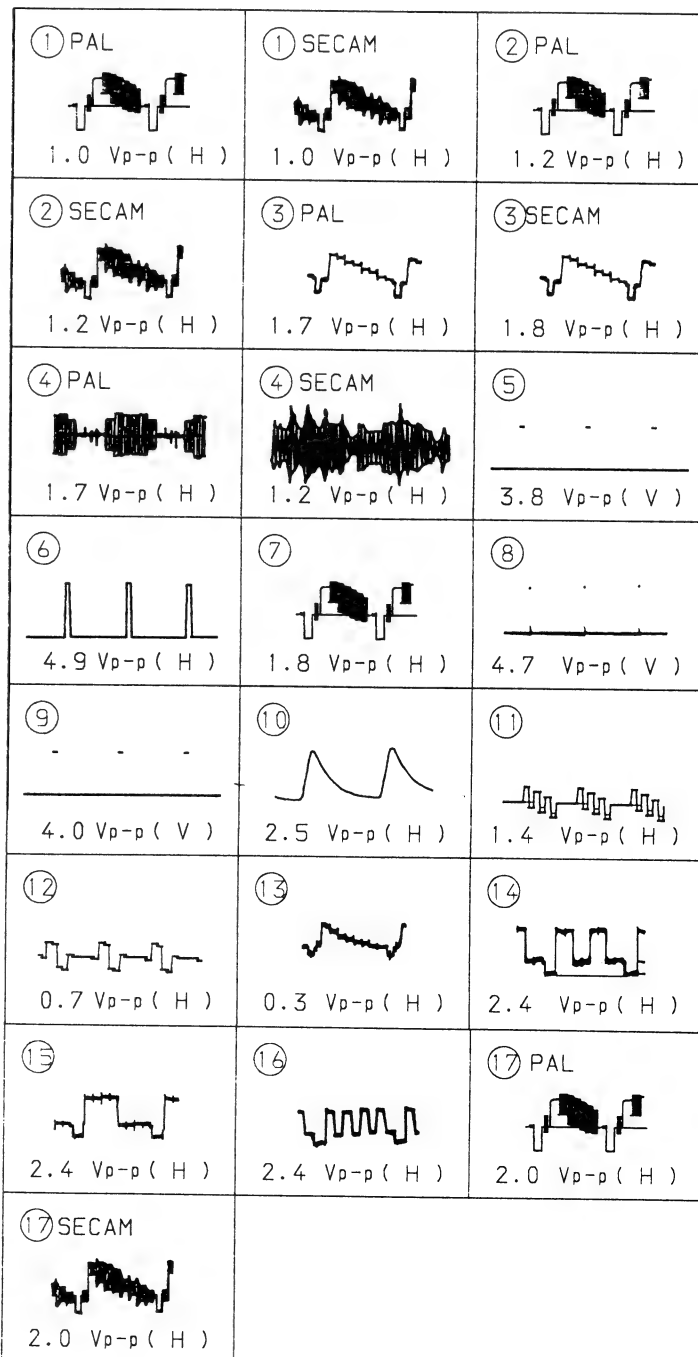 ① PAL
1.0 Vp-p ( H )
① SECAM
1.0 Vp-p ( H )
② PAL
1.2 Vp-p ( H )
② SECAM
1.2 Vp-p ( H )
③ PAL
1.7 Vp-p ( H )
③ SECAM
1.8 Vp-p ( H )
④ PAL
1.7 Vp-p ( H )
④ SECAM
1.2 Vp-p ( H )
⑤
3.8 Vp-p ( V )
⑥
4.9 Vp-p ( H )
⑦
1.8 Vp-p ( H )
⑧
4.7 Vp-p ( V )
⑨
4.0 Vp-p ( V )
⑩
2.5 Vp-p ( H )
⑪
1.4 Vp-p ( H )
⑫
0.7 Vp-p ( H )
⑬
0.3 Vp-p ( H )
⑭
2.4 Vp-p ( H )
⑮
2.4 Vp-p ( H )
⑯
2.4 Vp-p ( H )
⑰ PAL
2.0 Vp-p ( H )
⑰ SECAM
2.0 Vp-p ( H )